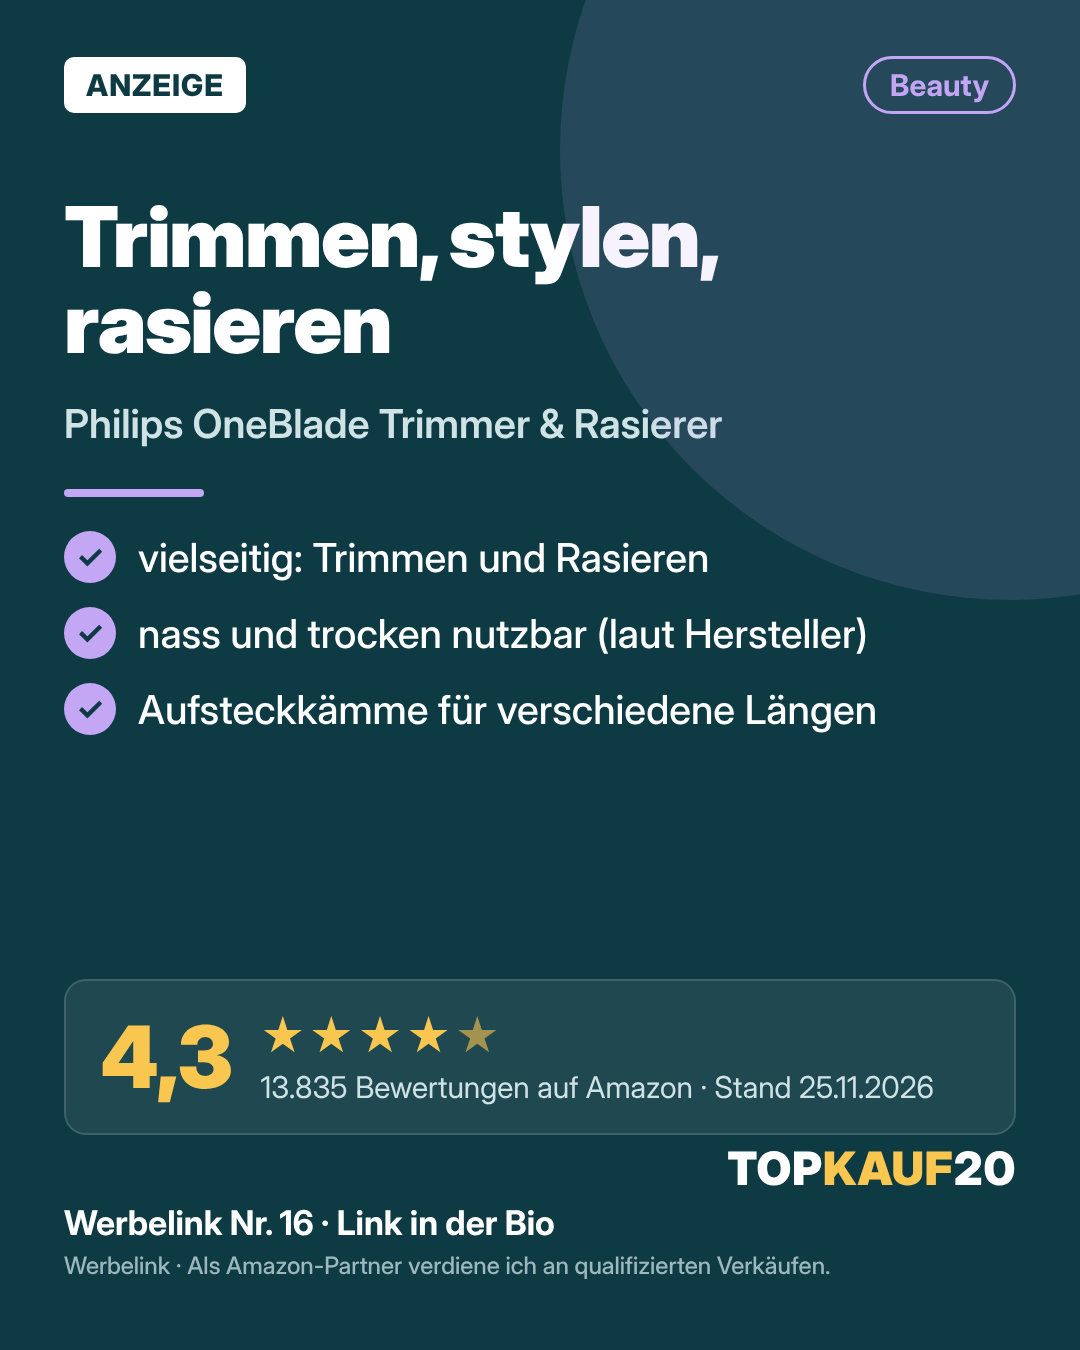 ANZEIGE
Beauty
Trimmen, stylen,
rasieren
Philips OneBlade Trimmer & Rasierer
vielseitig: Trimmen und Rasieren
nass und trocken nutzbar (laut Hersteller)
Aufsteckkämme für verschiedene Längen
4,3
13.835 Bewertungen auf Amazon · Stand 25.11.2026
TOPKAUF20
Werbelink Nr. 16 · Link in der Bio
Werbelink · Als Amazon-Partner verdiene ich an qualifizierten Verkäufen.